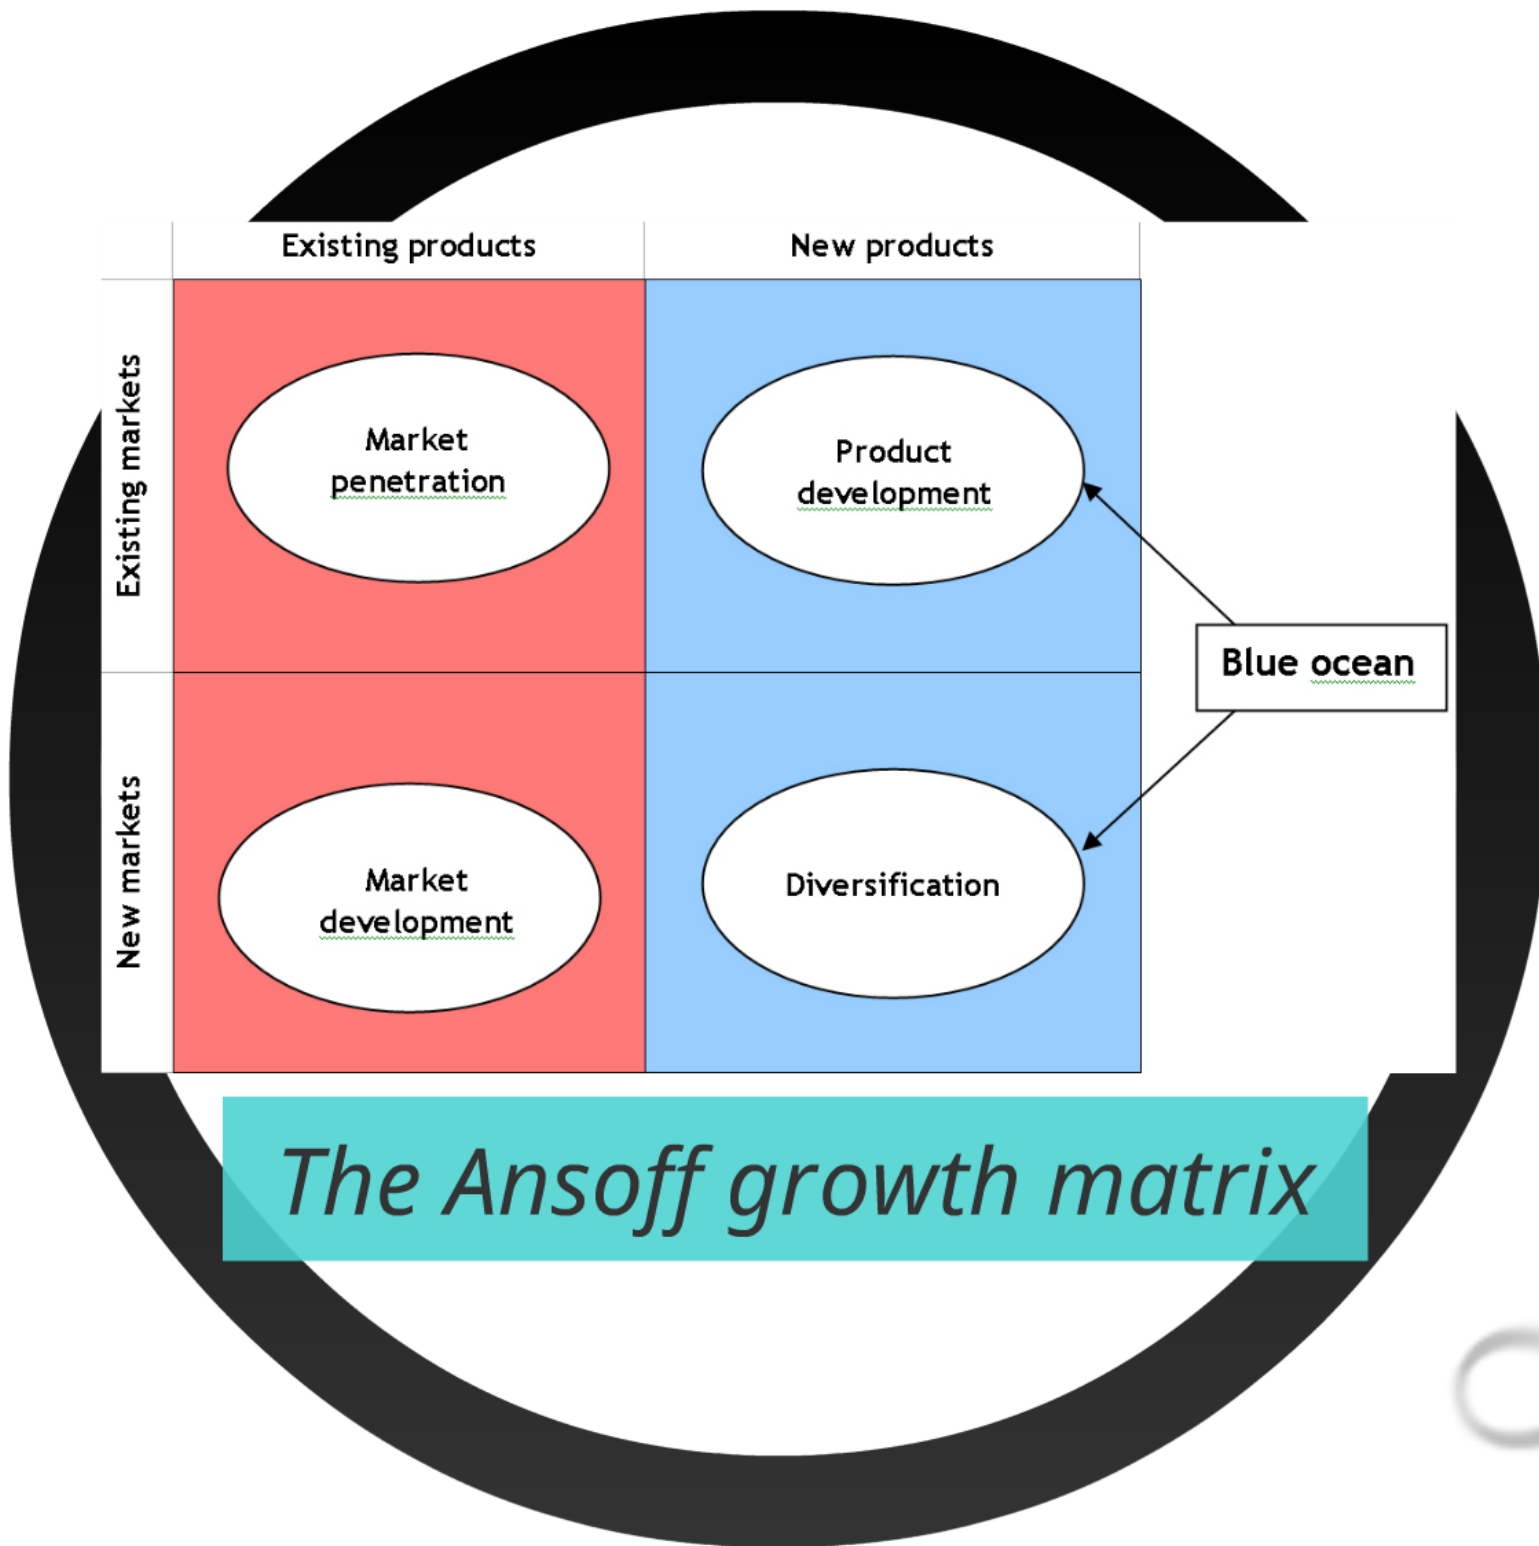 Existing products
New products
Existing markets
Market
penetration
Product
development
Blue ocean
New markets
Market
development
Diversification
The Ansoff growth matrix